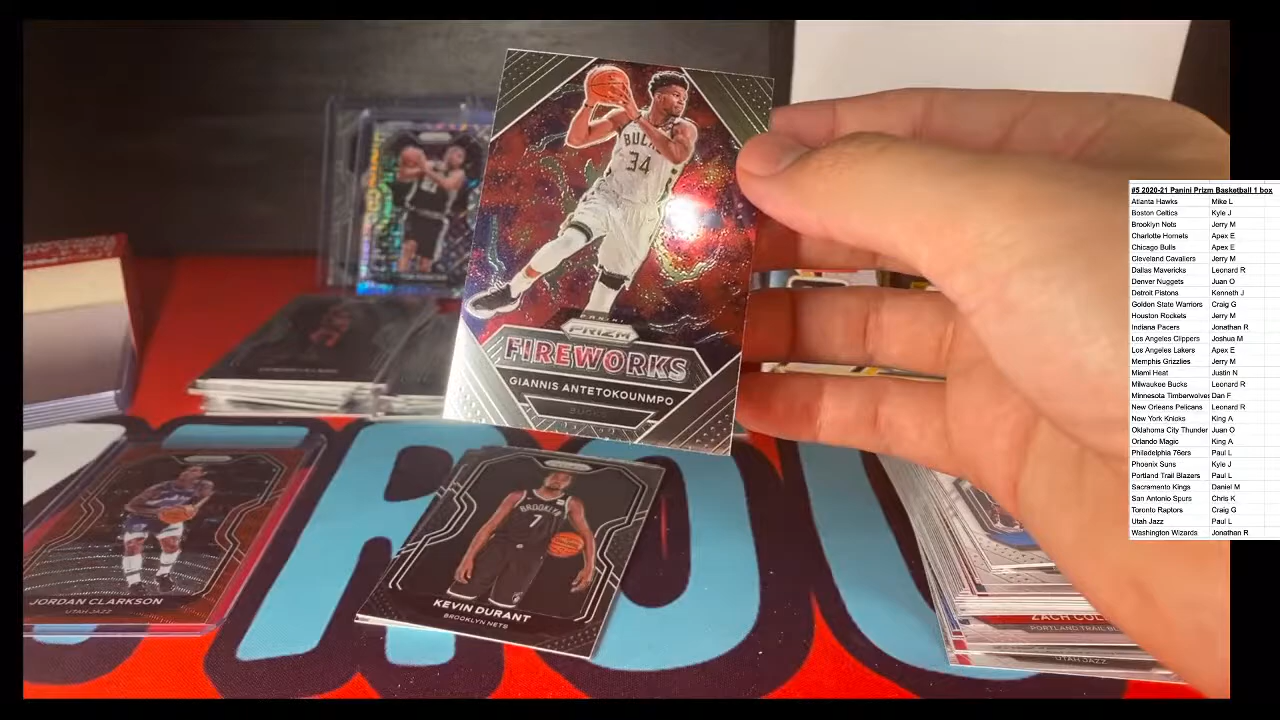 BUCKS
34
PANINI
PRIZM
FIREWORKS
GIANNIS ANTETOKOUNMPO
BUCKS
BROOKLYN
7
KEVIN DURANT
BROOKLYN NETS
JORDAN CLARKSON
UTAH JAZZ
ZACH COL
PORTLAND TRAIL BL
UTAH JAZZ
#5 2020-21 Panini Prizm Basketball 1 box
Atlanta Hawks Mike L
Boston Celtics Kyle J
Brooklyn Nets Jerry M
Charlotte Hornets Apex E
Chicago Bulls Apex E
Cleveland Cavaliers Jerry M
Dallas Mavericks Leonard R
Denver Nuggets Juan O
Detroit Pistons Kenneth J
Golden State Warriors Craig G
Houston Rockets Jerry M
Indiana Pacers Jonathan R
Los Angeles Clippers Joshua M
Los Angeles Lakers Apex E
Memphis Grizzlies Jerry M
Miami Heat Justin N
Milwaukee Bucks Leonard R
Minnesota Timberwolves Dan F
New Orleans Pelicans Leonard R
New York Knicks King A
Oklahoma City Thunder Juan O
Orlando Magic King A
Philadelphia 76ers Paul L
Phoenix Suns Kyle J
Portland Trail Blazers Paul L
Sacramento Kings Daniel M
San Antonio Spurs Chris K
Toronto Raptors Craig G
Utah Jazz Paul L
Washington Wizards Jonathan R